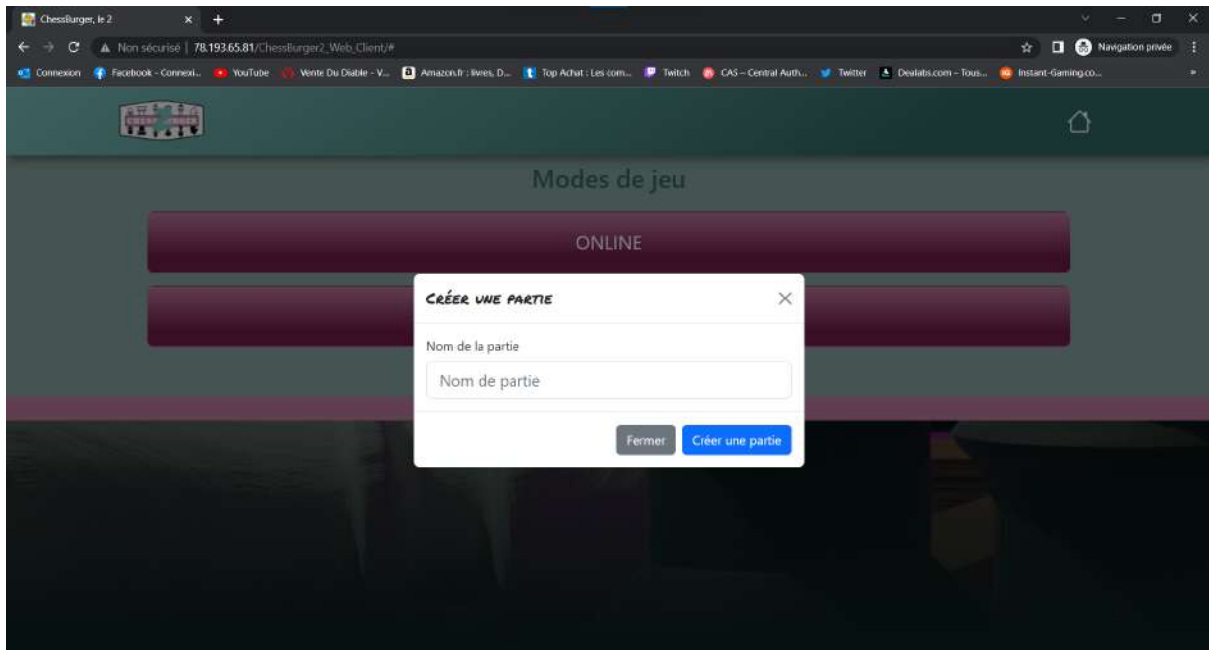 ChessBurger, le 2
Non sécurisé | 78.193.65.81/ChessBurger2_Web_Client/#
Navigation privée
Connexion
Facebook - Connexi...
YouTube
Vente Du Diable - V...
Amazon.fr : livres, D...
Top Achat : Les com...
Twitch
CAS – Central Auth...
Twitter
Dealabs.com – Tous...
Instant-Gaming.co...
Modes de jeu
ONLINE
Créer une partie
Nom de la partie
Nom de partie
Fermer
Créer une partie